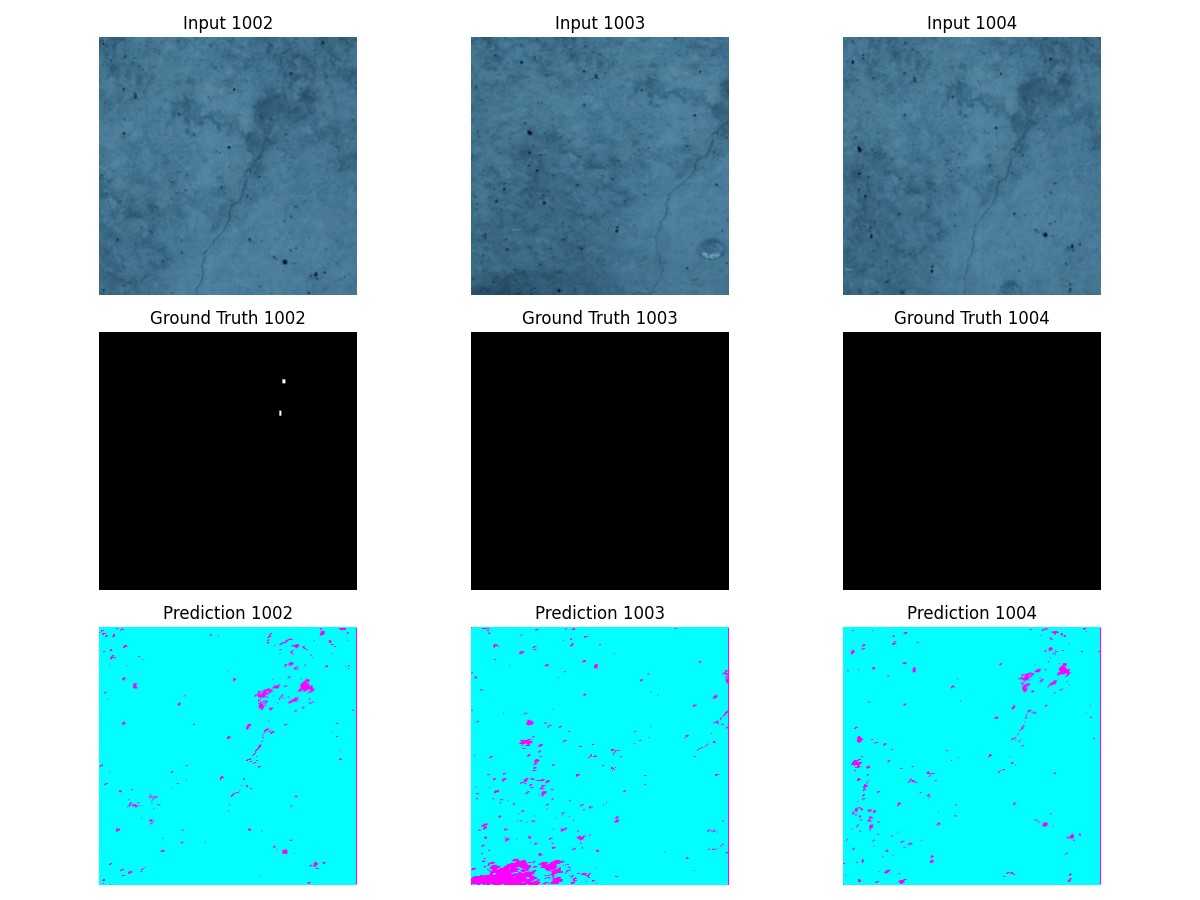 Input 1002
Input 1003
Input 1004
Ground Truth 1002
Ground Truth 1003
Ground Truth 1004
Prediction 1002
Prediction 1003
Prediction 1004